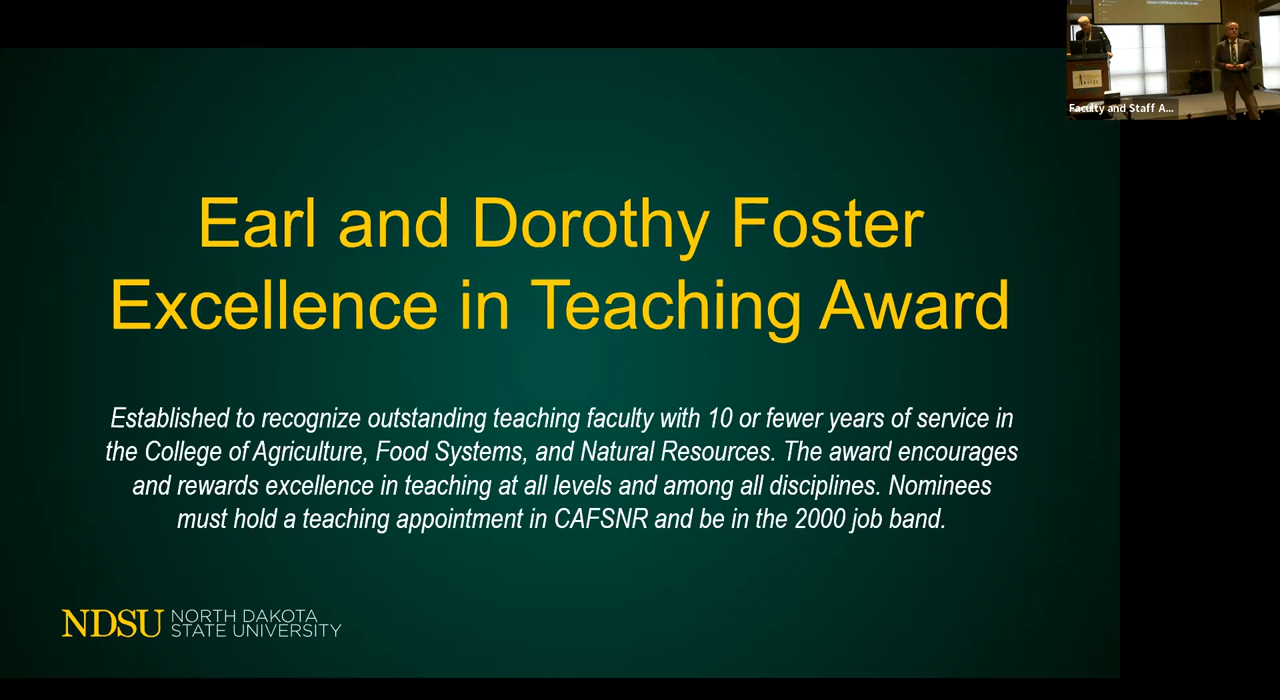 Earl and Dorothy Foster
Excellence in Teaching Award
Established to recognize outstanding teaching faculty with 10 or fewer years of service in
the College of Agriculture, Food Systems, and Natural Resources. The award encourages
and rewards excellence in teaching at all levels and among all disciplines. Nominees
must hold a teaching appointment in CAFSNR and be in the 2000 job band.
NDSU NORTH DAKOTA
STATE UNIVERSITY
Faculty and Staff A...